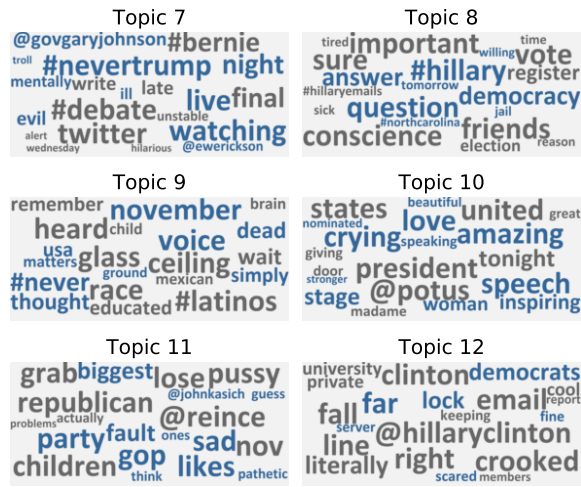 Topic 7
@govgaryjohnson #bernie
troll #nevertrump night
mentally write ill late
evil #debate live final
unstable
alert twitter watching
wednesday hilarious @ewerickson
Topic 8
tired important willing time
sure vote
answer #hillary register
#hillaryemails tomorrow
sick question democracy
#northcarolina jail
conscience friends
election reason
Topic 9
remember november brain
heard child voice dead
usa
matters glass ceiling wait
#never ground mexican simply
thought race
educated #latinos
Topic 10
states beautiful united great
nominated love
crying speaking amazing
giving tonight
door president
stronger @potus speech
stage woman inspiring
madame
Topic 11
grab biggest lose pussy
@johnkasich guess
republican
problems actually @reince
party fault ones sad nov
children gop likes
think pathetic
Topic 12
university clinton democrats
private cool
far lock email report
fall keeping fine
server @hillaryclinton
line right crooked
literally
scared members